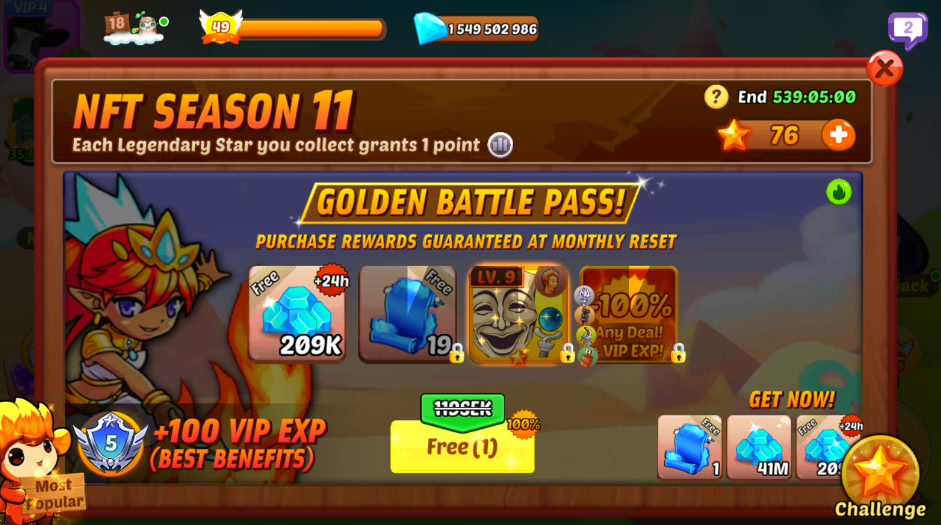 VIP 4
18
49
1 549 502 986
2
NFT SEASON 11
Each Legendary Star you collect grants 1 point
? End 539:05:00
76 +
GOLDEN BATTLE PASS!
PURCHASE REWARDS GUARANTEED AT MONTHLY RESET
Free
+24h
209K
Free
19
LV. 9
-100%
Any Deal!
VIP EXP!
5
+100 VIP EXP
(BEST BENEFITS)
119SEK
100%
Free (1)
GET NOW!
Free
1
41M
Free
+24h
20
Most
Popular
Challenge